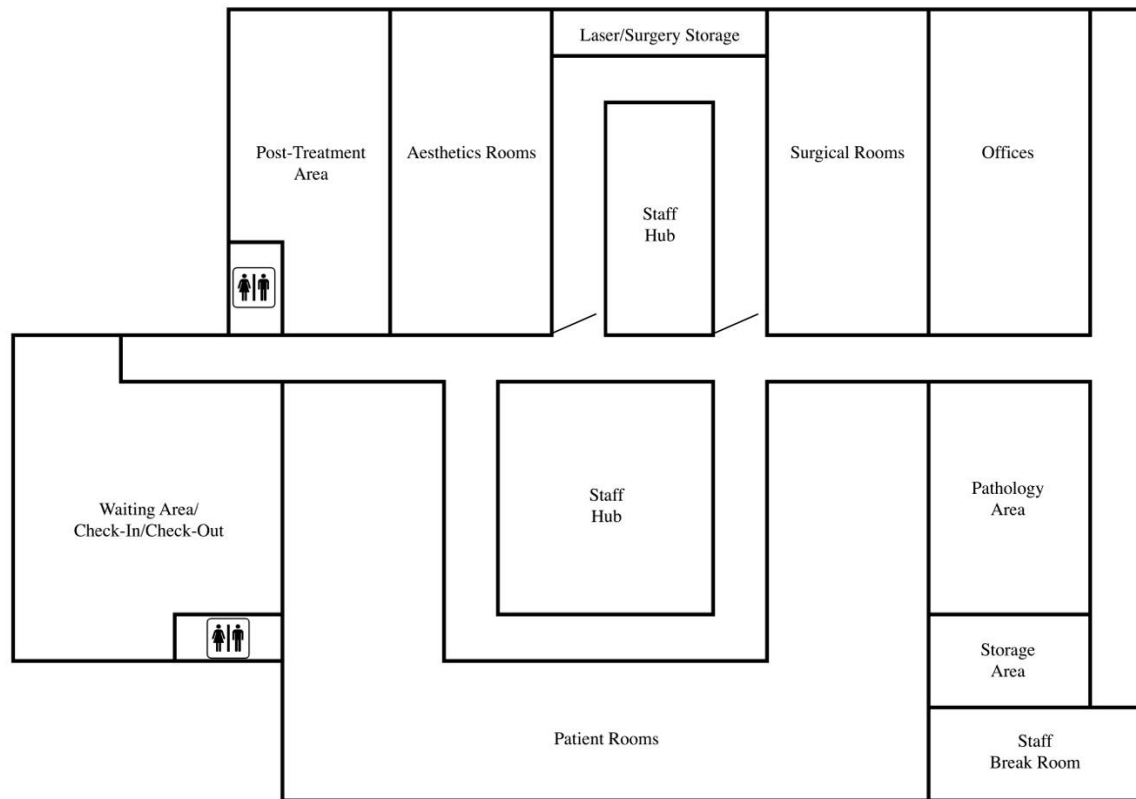 Laser/Surgery Storage
Post-Treatment
Area
Aesthetics Rooms
Surgical Rooms
Offices
Staff
Hub
Waiting Area/
Check-In/Check-Out
Staff
Hub
Pathology
Area
Storage
Area
Patient Rooms
Staff
Break Room